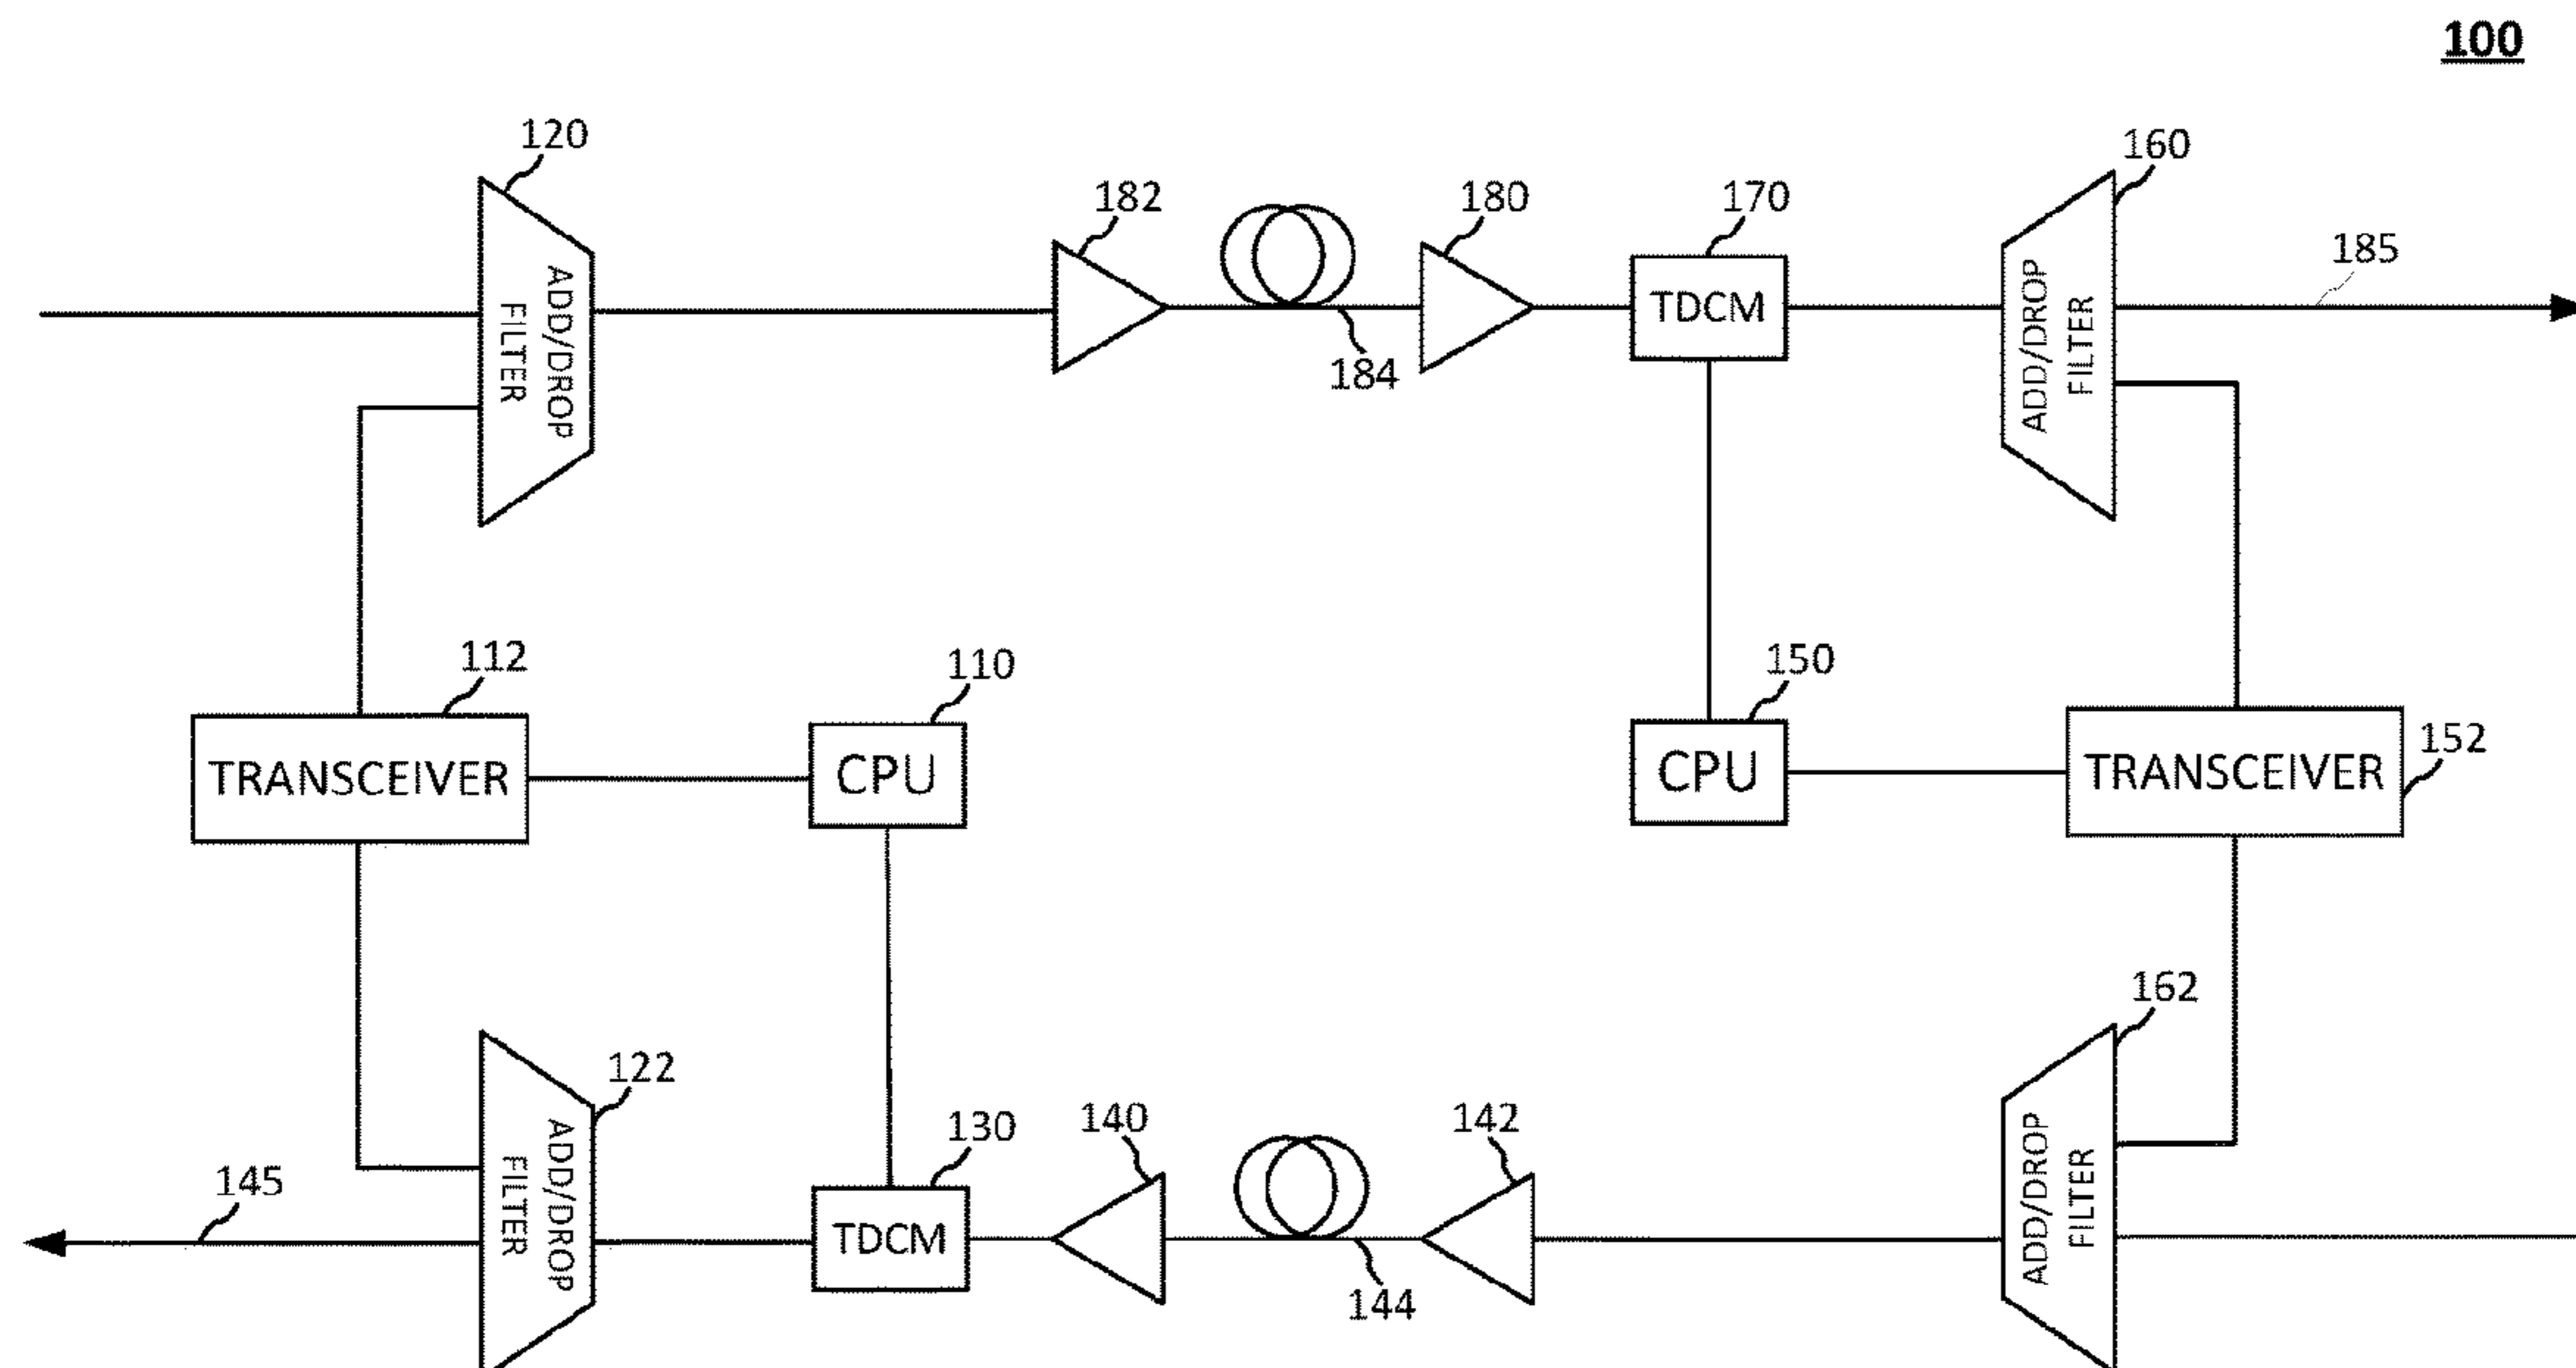 100
120
160
182
180
170
185
ADD/DROP
FILTER
TDCM
ADD/DROP
FILTER
184
112
110
150
152
TRANSCEIVER
CPU
CPU
TRANSCEIVER
162
122
130
140
142
145
ADD/DROP
FILTER
TDCM
ADD/DROP
FILTER
144